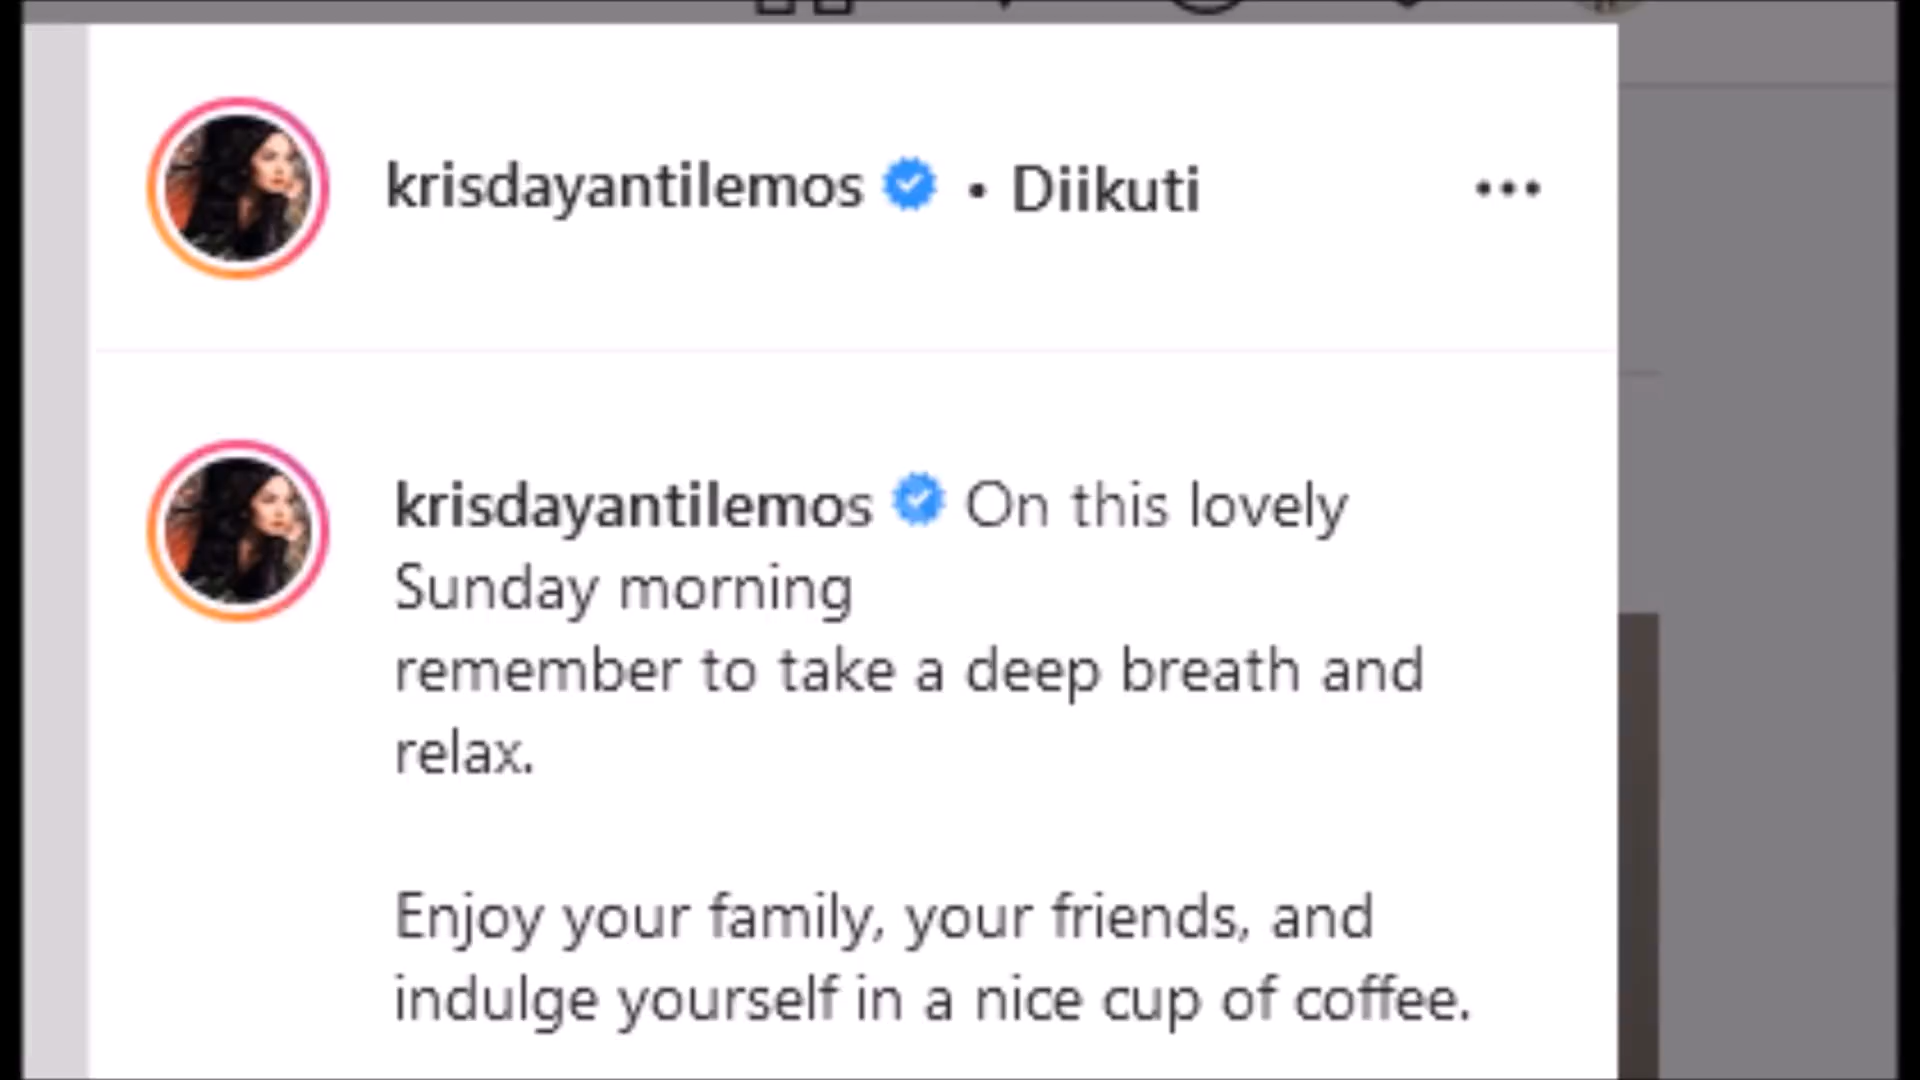 krisdayantilemos • Diikuti
krisdayantilemos On this lovely
Sunday morning
remember to take a deep breath and
relax.
Enjoy your family, your friends, and
indulge yourself in a nice cup of coffee.